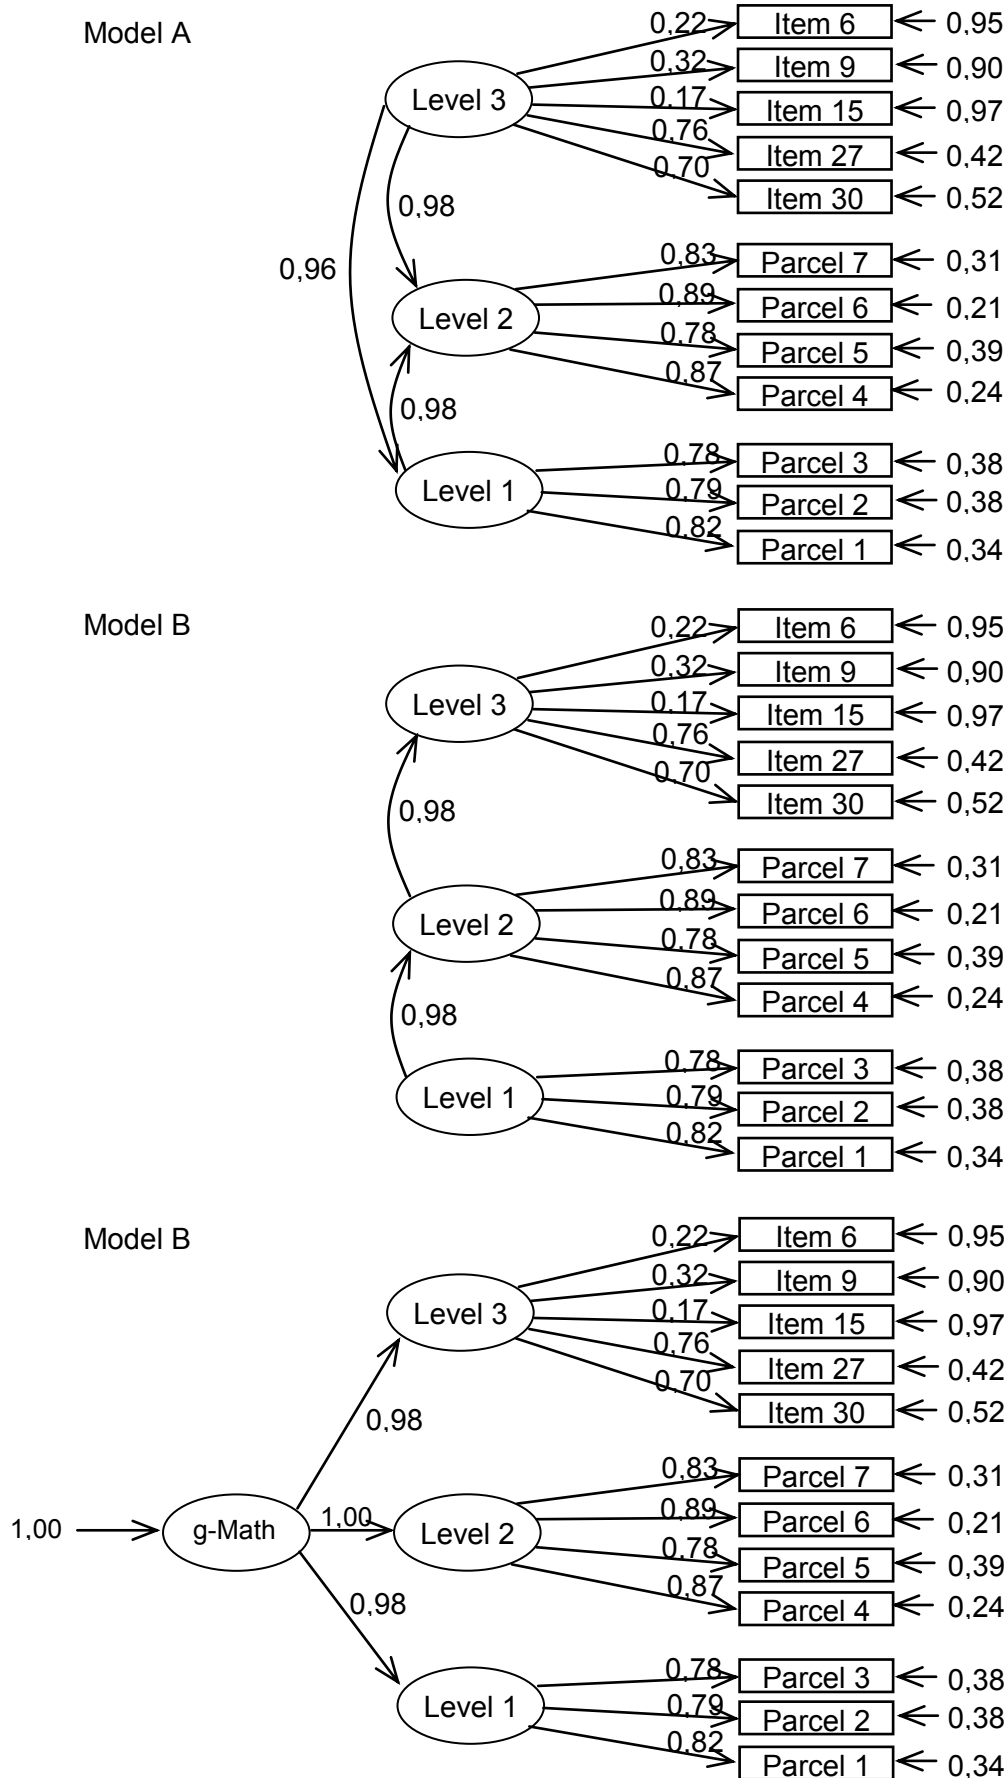 Model A
0,22 Item 6 0,95
0,32 Item 9 0,90
Level 3 0,17 Item 15 0,97
0,76 Item 27 0,42
0,70 Item 30 0,52
0,98
0,96
0,83 Parcel 7 0,31
Level 2 0,89 Parcel 6 0,21
0,78 Parcel 5 0,39
0,87 Parcel 4 0,24
0,98
0,78 Parcel 3 0,38
Level 1 0,79 Parcel 2 0,38
0,82 Parcel 1 0,34
Model B
0,22 Item 6 0,95
0,32 Item 9 0,90
Level 3 0,17 Item 15 0,97
0,76 Item 27 0,42
0,70 Item 30 0,52
0,98
0,83 Parcel 7 0,31
Level 2 0,89 Parcel 6 0,21
0,78 Parcel 5 0,39
0,87 Parcel 4 0,24
0,98
0,78 Parcel 3 0,38
Level 1 0,79 Parcel 2 0,38
0,82 Parcel 1 0,34
Model B
0,22 Item 6 0,95
0,32 Item 9 0,90
Level 3 0,17 Item 15 0,97
0,76 Item 27 0,42
0,70 Item 30 0,52
0,98
0,83 Parcel 7 0,31
0,89 Parcel 6 0,21
1,00 g-Math 1,00 Level 2
0,78 Parcel 5 0,39
0,87 Parcel 4 0,24
0,98
0,78 Parcel 3 0,38
Level 1 0,79 Parcel 2 0,38
0,82 Parcel 1 0,34